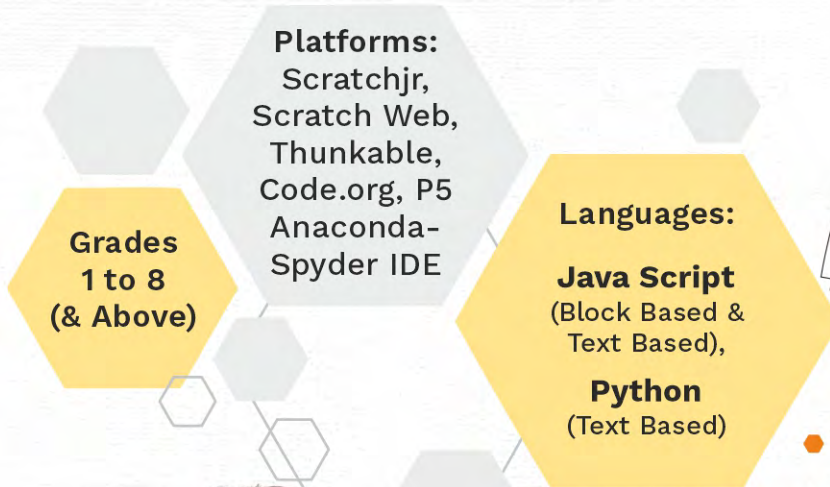 Platforms:
Scratchjr,
Scratch Web,
Thunkable,
Code.org, P5
Anaconda-
Spyder IDE
Grades
1 to 8
(& Above)
Languages:
Java Script
(Block Based &
Text Based),
Python
(Text Based)